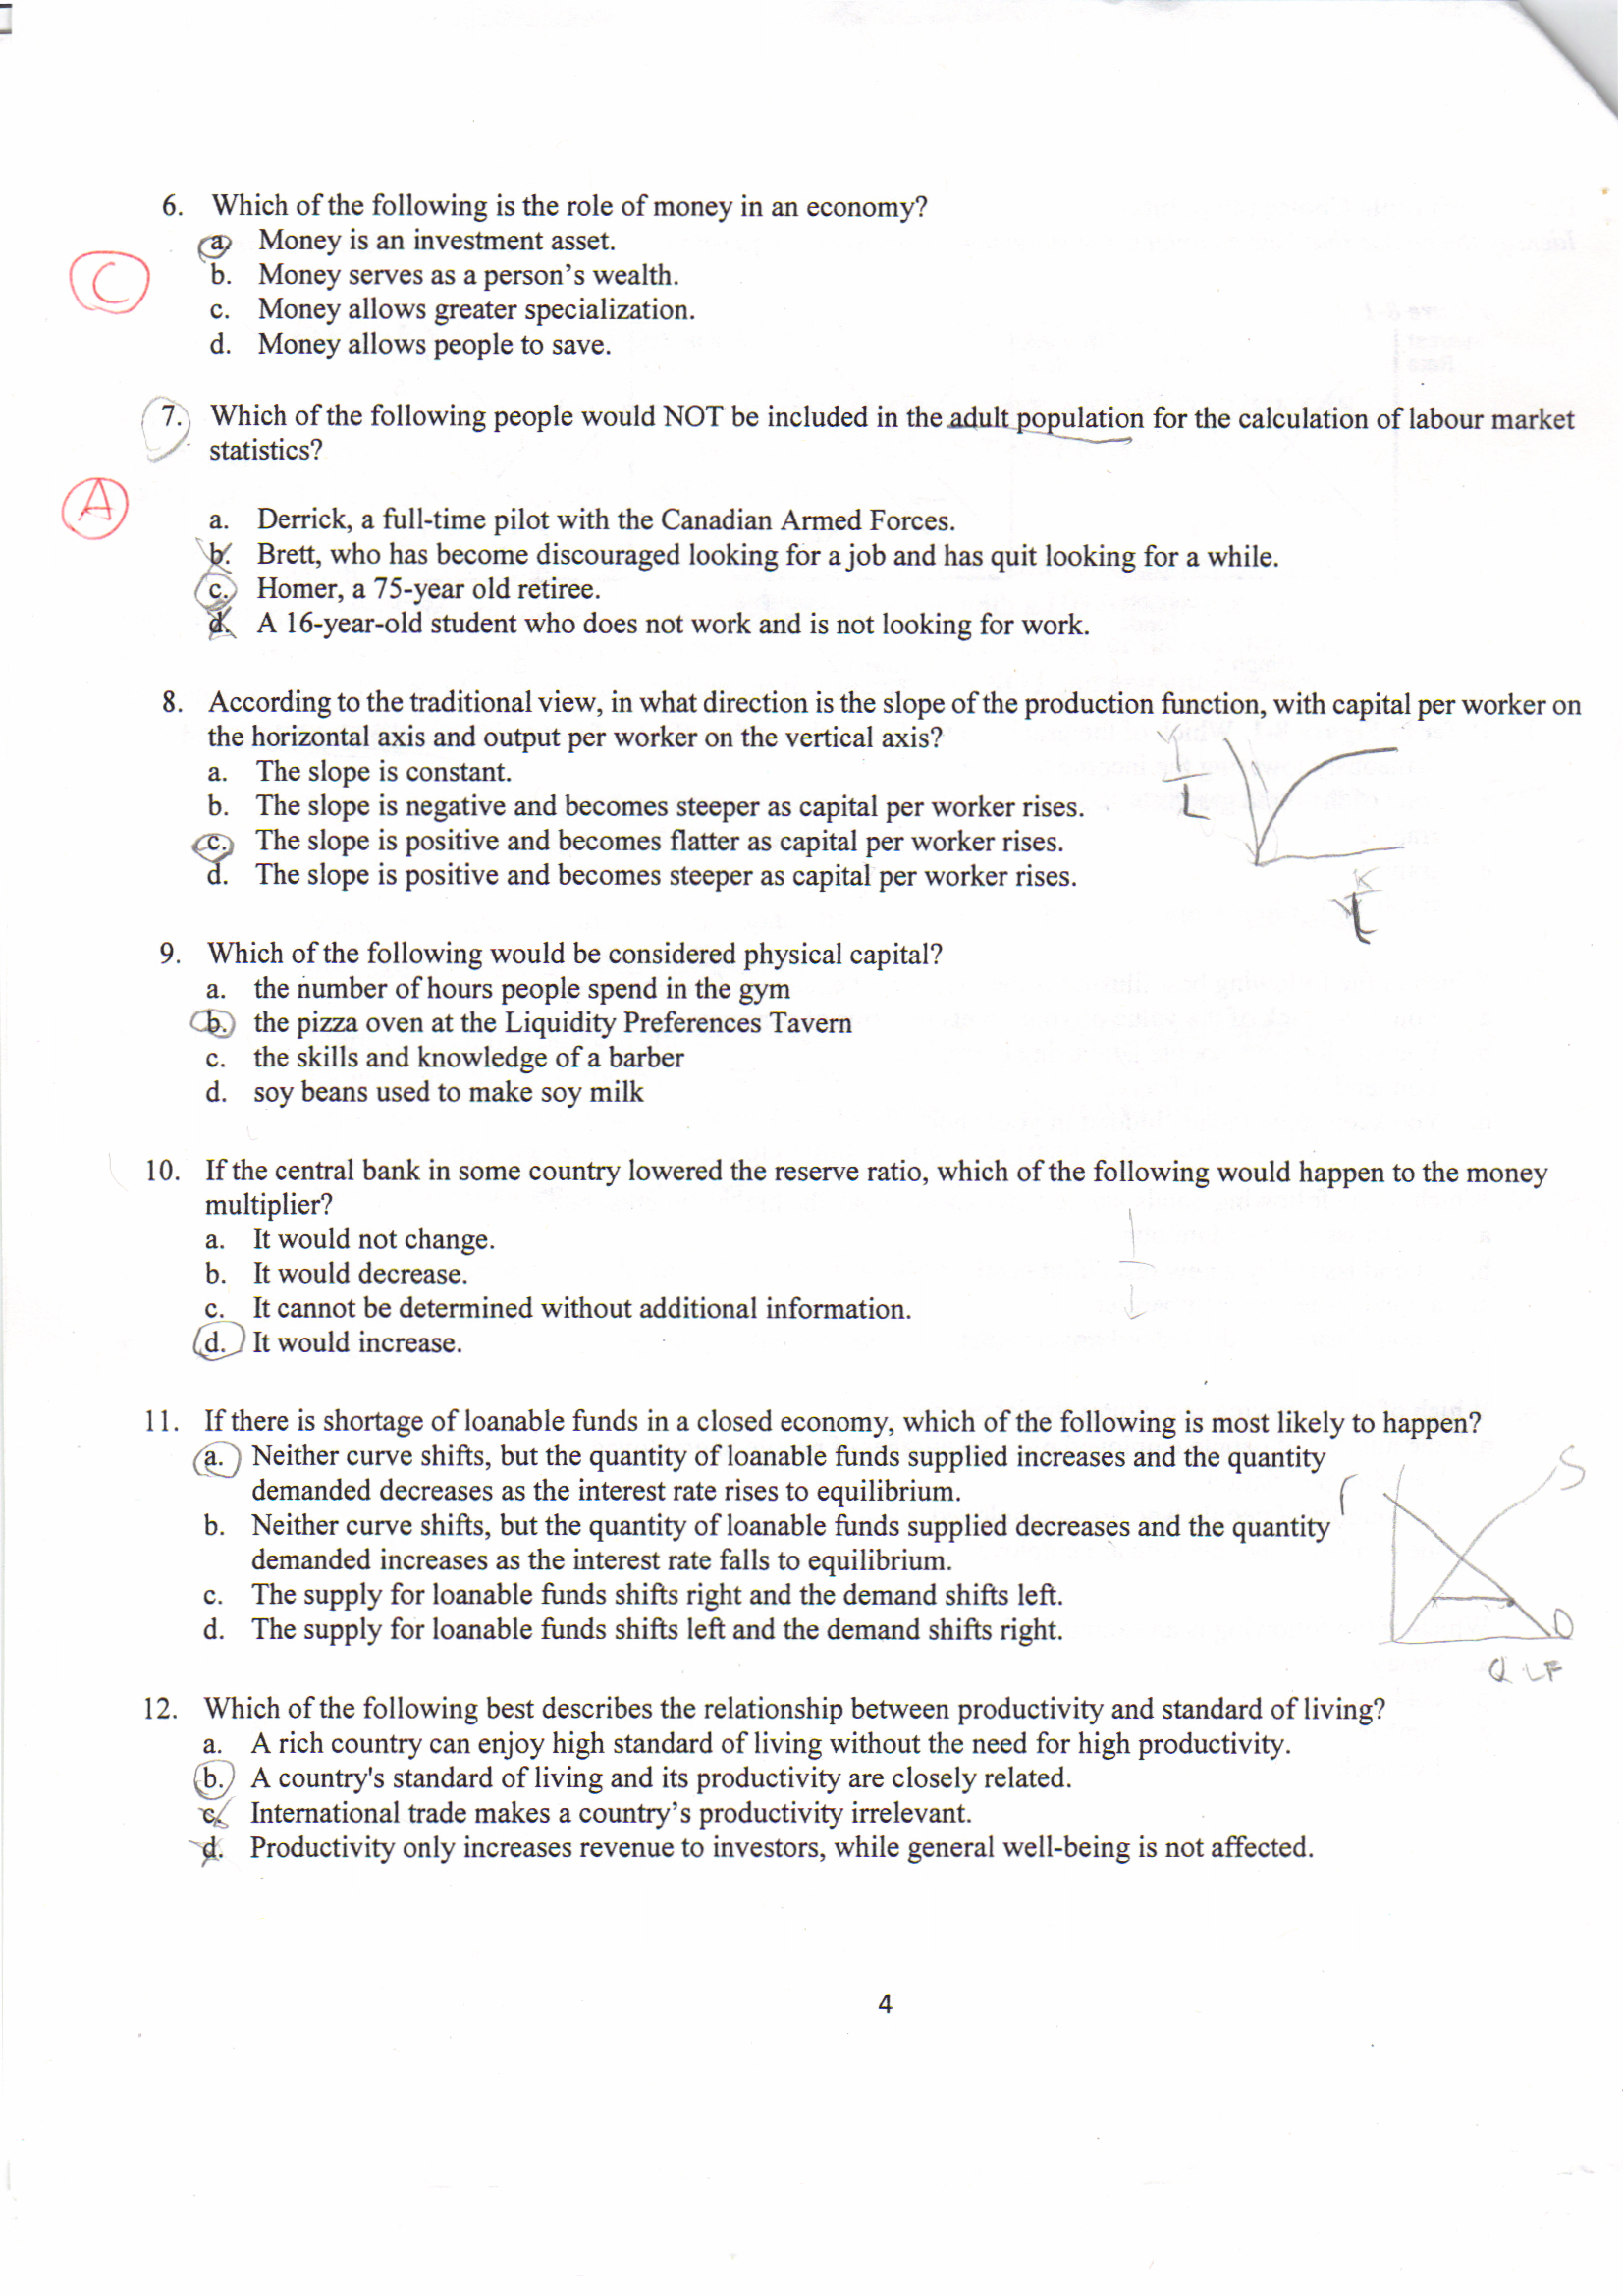 6. Which of the following is the role of money in an economy?
a. Money is an investment asset.
C
b. Money serves as a person's wealth.
c. Money allows greater specialization.
d. Money allows people to save.
7. Which of the following people would NOT be included in the adult population for the calculation of labour market
statistics?
A
a. Derrick, a full-time pilot with the Canadian Armed Forces.
b. Brett, who has become discouraged looking for a job and has quit looking for a while.
c. Homer, a 75-year old retiree.
d. A 16-year-old student who does not work and is not looking for work.
8. According to the traditional view, in what direction is the slope of the production function, with capital per worker on
the horizontal axis and output per worker on the vertical axis?
a. The slope is constant.
b. The slope is negative and becomes steeper as capital per worker rises.
c. The slope is positive and becomes flatter as capital per worker rises.
d. The slope is positive and becomes steeper as capital per worker rises.
Y
L
K
L
9. Which of the following would be considered physical capital?
a. the number of hours people spend in the gym
b. the pizza oven at the Liquidity Preferences Tavern
c. the skills and knowledge of a barber
d. soy beans used to make soy milk
10. If the central bank in some country lowered the reserve ratio, which of the following would happen to the money
multiplier?
a. It would not change.
b. It would decrease.
c. It cannot be determined without additional information.
d. It would increase.
11. If there is shortage of loanable funds in a closed economy, which of the following is most likely to happen?
a. Neither curve shifts, but the quantity of loanable funds supplied increases and the quantity
demanded decreases as the interest rate rises to equilibrium.
b. Neither curve shifts, but the quantity of loanable funds supplied decreases and the quantity
demanded increases as the interest rate falls to equilibrium.
c. The supply for loanable funds shifts right and the demand shifts left.
d. The supply for loanable funds shifts left and the demand shifts right.
r
S
D
Q LF
12. Which of the following best describes the relationship between productivity and standard of living?
a. A rich country can enjoy high standard of living without the need for high productivity.
b. A country's standard of living and its productivity are closely related.
c. International trade makes a country's productivity irrelevant.
d. Productivity only increases revenue to investors, while general well-being is not affected.
4